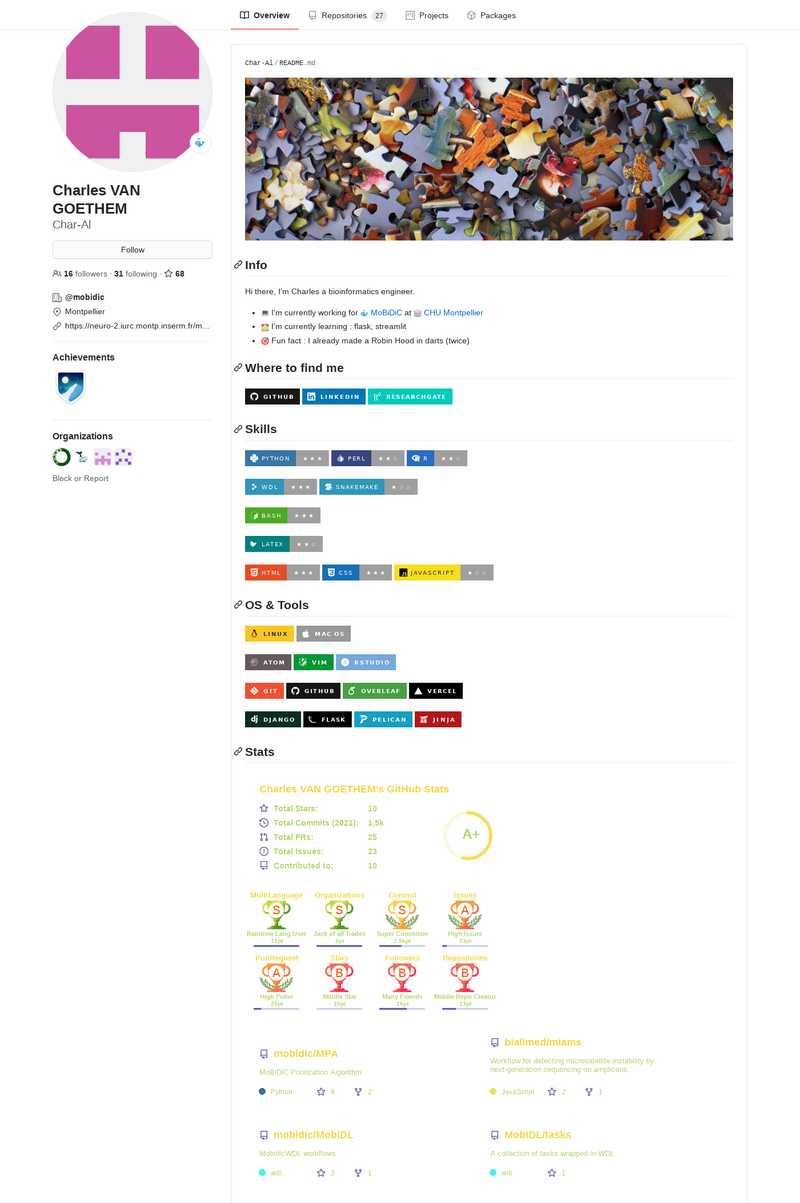 Overview
Repositories 27
Projects
Packages
Charles VAN
GOETHEM
Char-Al
Follow
16 followers · 31 following · 68
@mobidic
Montpellier
https://neuro-2.iurc.montp.inserm.fr/m...
Achievements
Organizations
Block or Report
Char-Al / README.md
Info
Hi there, I'm Charles a bioinformatics engineer.
I'm currently working for MoBiDiC at CHU Montpellier
I'm currently learning : flask, streamlit
Fun fact : I already made a Robin Hood in darts (twice)
Where to find me
GITHUB LINKEDIN RESEARCHGATE
Skills
PYTHON ★★★ PERL ★★☆ R ★★☆
WDL ★★★ SNAKEMAKE ★☆☆
BASH ★★★
LATEX ★★☆
HTML ★★★ CSS ★★★ JAVASCRIPT ★☆☆
OS & Tools
LINUX MAC OS
ATOM VIM RSTUDIO
GIT GITHUB OVERLEAF VERCEL
DJANGO FLASK PELICAN JINJA
Stats
Charles VAN GOETHEM's GitHub Stats
Total Stars: 10
Total Commits (2021): 1.5k
Total PRs: 25
Total Issues: 23
Contributed to: 10
A+
MultiLanguage Organizations Commit Issues
S S S A
Rainbow Lang User Jack of all Trades Super Committer High Issuer
PullRequest Stars Followers Repositories
A B B B
High Puller Middle Star Many Friends Middle Repo Creator
mobidic/MPA
MoBiDiC Priorization Algorithm
Python 8 2
bialimed/miams
Workflow for detecting microsatellite instability by
next-generation sequencing on amplicons.
JavaScript 2 1
mobidic/MobiDL
MobidicWDL workflows
wdl 2 1
MobiDL/tasks
A collection of tasks wrapped in WDL
wdl 1